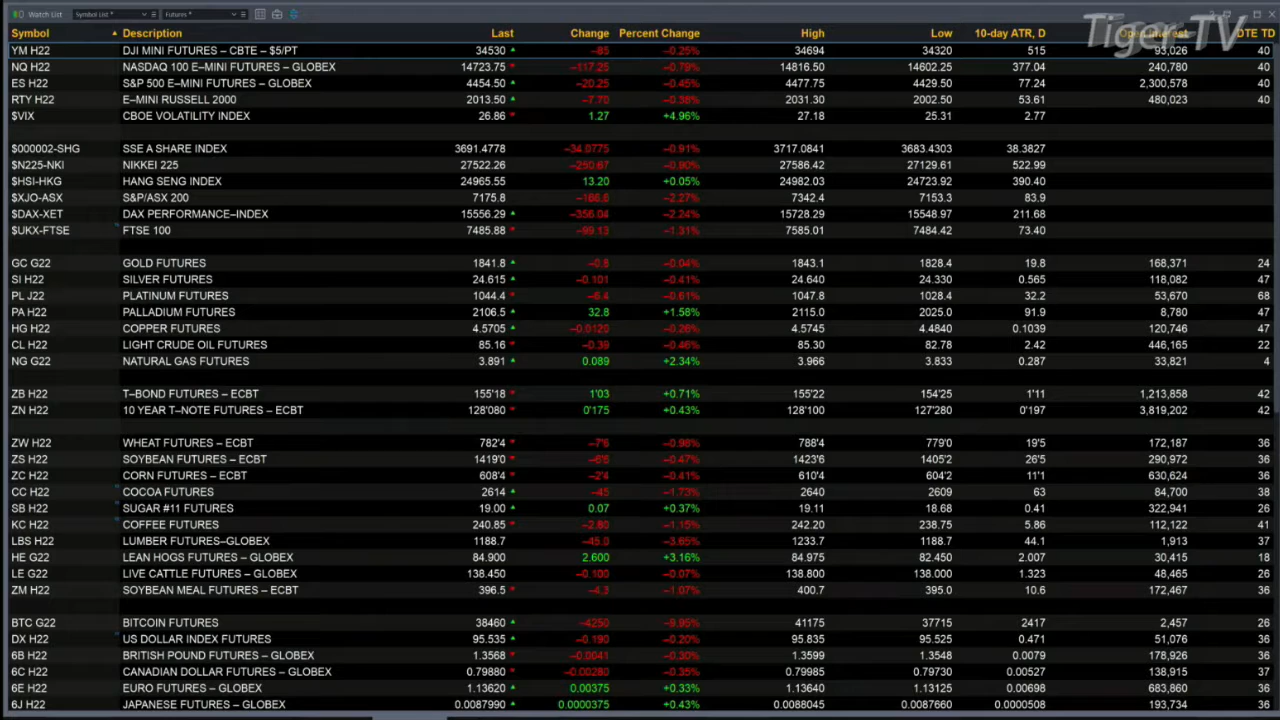 Watch List Symbol List * Futures *
TigerTV
Symbol Description Last Change Percent Change High Low 10-day ATR, D Open Interest DTE TD
YM H22 DJI MINI FUTURES – CBTE – $5/PT 34530 –85 –0.25% 34694 34320 515 93,026 40
NQ H22 NASDAQ 100 E–MINI FUTURES – GLOBEX 14723.75 –117.25 –0.79% 14816.50 14602.25 377.04 240,780 40
ES H22 S&P 500 E–MINI FUTURES – GLOBEX 4454.50 –20.25 –0.45% 4477.75 4429.50 77.24 2,300,578 40
RTY H22 E–MINI RUSSELL 2000 2013.50 –7.70 –0.38% 2031.30 2002.50 53.61 480,023 40
$VIX CBOE VOLATILITY INDEX 26.86 1.27 +4.96% 27.18 25.31 2.77
$000002-SHG SSE A SHARE INDEX 3691.4778 –34.0775 –0.91% 3717.0841 3683.4303 38.3827
$N225-NKI NIKKEI 225 27522.26 –250.67 –0.90% 27586.42 27129.61 522.99
$HSI-HKG HANG SENG INDEX 24965.55 13.20 +0.05% 24982.03 24723.92 390.40
$XJO-ASX S&P/ASX 200 7175.8 –166.6 –2.27% 7342.4 7153.3 83.9
$DAX-XET DAX PERFORMANCE–INDEX 15556.29 –356.04 –2.24% 15728.29 15548.97 211.68
$UKX-FTSE FTSE 100 7485.88 –99.13 –1.31% 7585.01 7484.42 73.40
GC G22 GOLD FUTURES 1841.8 –0.8 –0.04% 1843.1 1828.4 19.8 168,371 24
SI H22 SILVER FUTURES 24.615 –0.101 –0.41% 24.640 24.330 0.565 118,082 47
PL J22 PLATINUM FUTURES 1044.4 –6.4 –0.61% 1047.8 1028.4 32.2 53,670 68
PA H22 PALLADIUM FUTURES 2106.5 32.8 +1.58% 2115.0 2025.0 91.9 8,780 47
HG H22 COPPER FUTURES 4.5705 –0.0120 –0.26% 4.5745 4.4840 0.1039 120,746 47
CL H22 LIGHT CRUDE OIL FUTURES 85.16 –0.39 –0.46% 85.30 82.78 2.42 446,165 22
NG G22 NATURAL GAS FUTURES 3.891 0.089 +2.34% 3.966 3.833 0.287 33,821 4
ZB H22 T–BOND FUTURES – ECBT 155'18 1'03 +0.71% 155'22 154'25 1'11 1,213,858 42
ZN H22 10 YEAR T–NOTE FUTURES – ECBT 128'080 0'175 +0.43% 128'100 127'280 0'197 3,819,202 42
ZW H22 WHEAT FUTURES – ECBT 782'4 –7'6 –0.98% 788'4 779'0 19'5 172,187 36
ZS H22 SOYBEAN FUTURES – ECBT 1419'0 –6'6 –0.47% 1423'6 1405'2 26'5 290,972 36
ZC H22 CORN FUTURES – ECBT 608'4 –2'4 –0.41% 610'4 604'2 11'1 630,624 36
CC H22 COCOA FUTURES 2614 –45 –1.73% 2640 2609 63 84,700 38
SB H22 SUGAR #11 FUTURES 19.00 0.07 +0.37% 19.11 18.68 0.41 322,941 26
KC H22 COFFEE FUTURES 240.85 –2.80 –1.15% 242.20 238.75 5.86 112,122 41
LBS H22 LUMBER FUTURES–GLOBEX 1188.7 –45.0 –3.65% 1233.7 1188.7 44.1 1,913 37
HE G22 LEAN HOGS FUTURES – GLOBEX 84.900 2.600 +3.16% 84.975 82.450 2.007 30,415 18
LE G22 LIVE CATTLE FUTURES – GLOBEX 138.450 –0.100 –0.07% 138.800 138.000 1.323 48,465 26
ZM H22 SOYBEAN MEAL FUTURES – ECBT 396.5 –4.3 –1.07% 400.7 395.0 10.6 172,467 36
BTC G22 BITCOIN FUTURES 38460 –4250 –9.95% 41175 37715 2417 2,457 26
DX H22 US DOLLAR INDEX FUTURES 95.535 –0.190 –0.20% 95.835 95.525 0.471 51,076 36
6B H22 BRITISH POUND FUTURES – GLOBEX 1.3568 –0.0041 –0.30% 1.3599 1.3548 0.0079 178,926 36
6C H22 CANADIAN DOLLAR FUTURES – GLOBEX 0.79880 –0.00280 –0.35% 0.79985 0.79730 0.00527 138,915 37
6E H22 EURO FUTURES – GLOBEX 1.13620 0.00375 +0.33% 1.13640 1.13125 0.00698 683,860 36
6J H22 JAPANESE FUTURES – GLOBEX 0.0087990 0.0000375 +0.43% 0.0088045 0.0087660 0.0000508 193,734 36